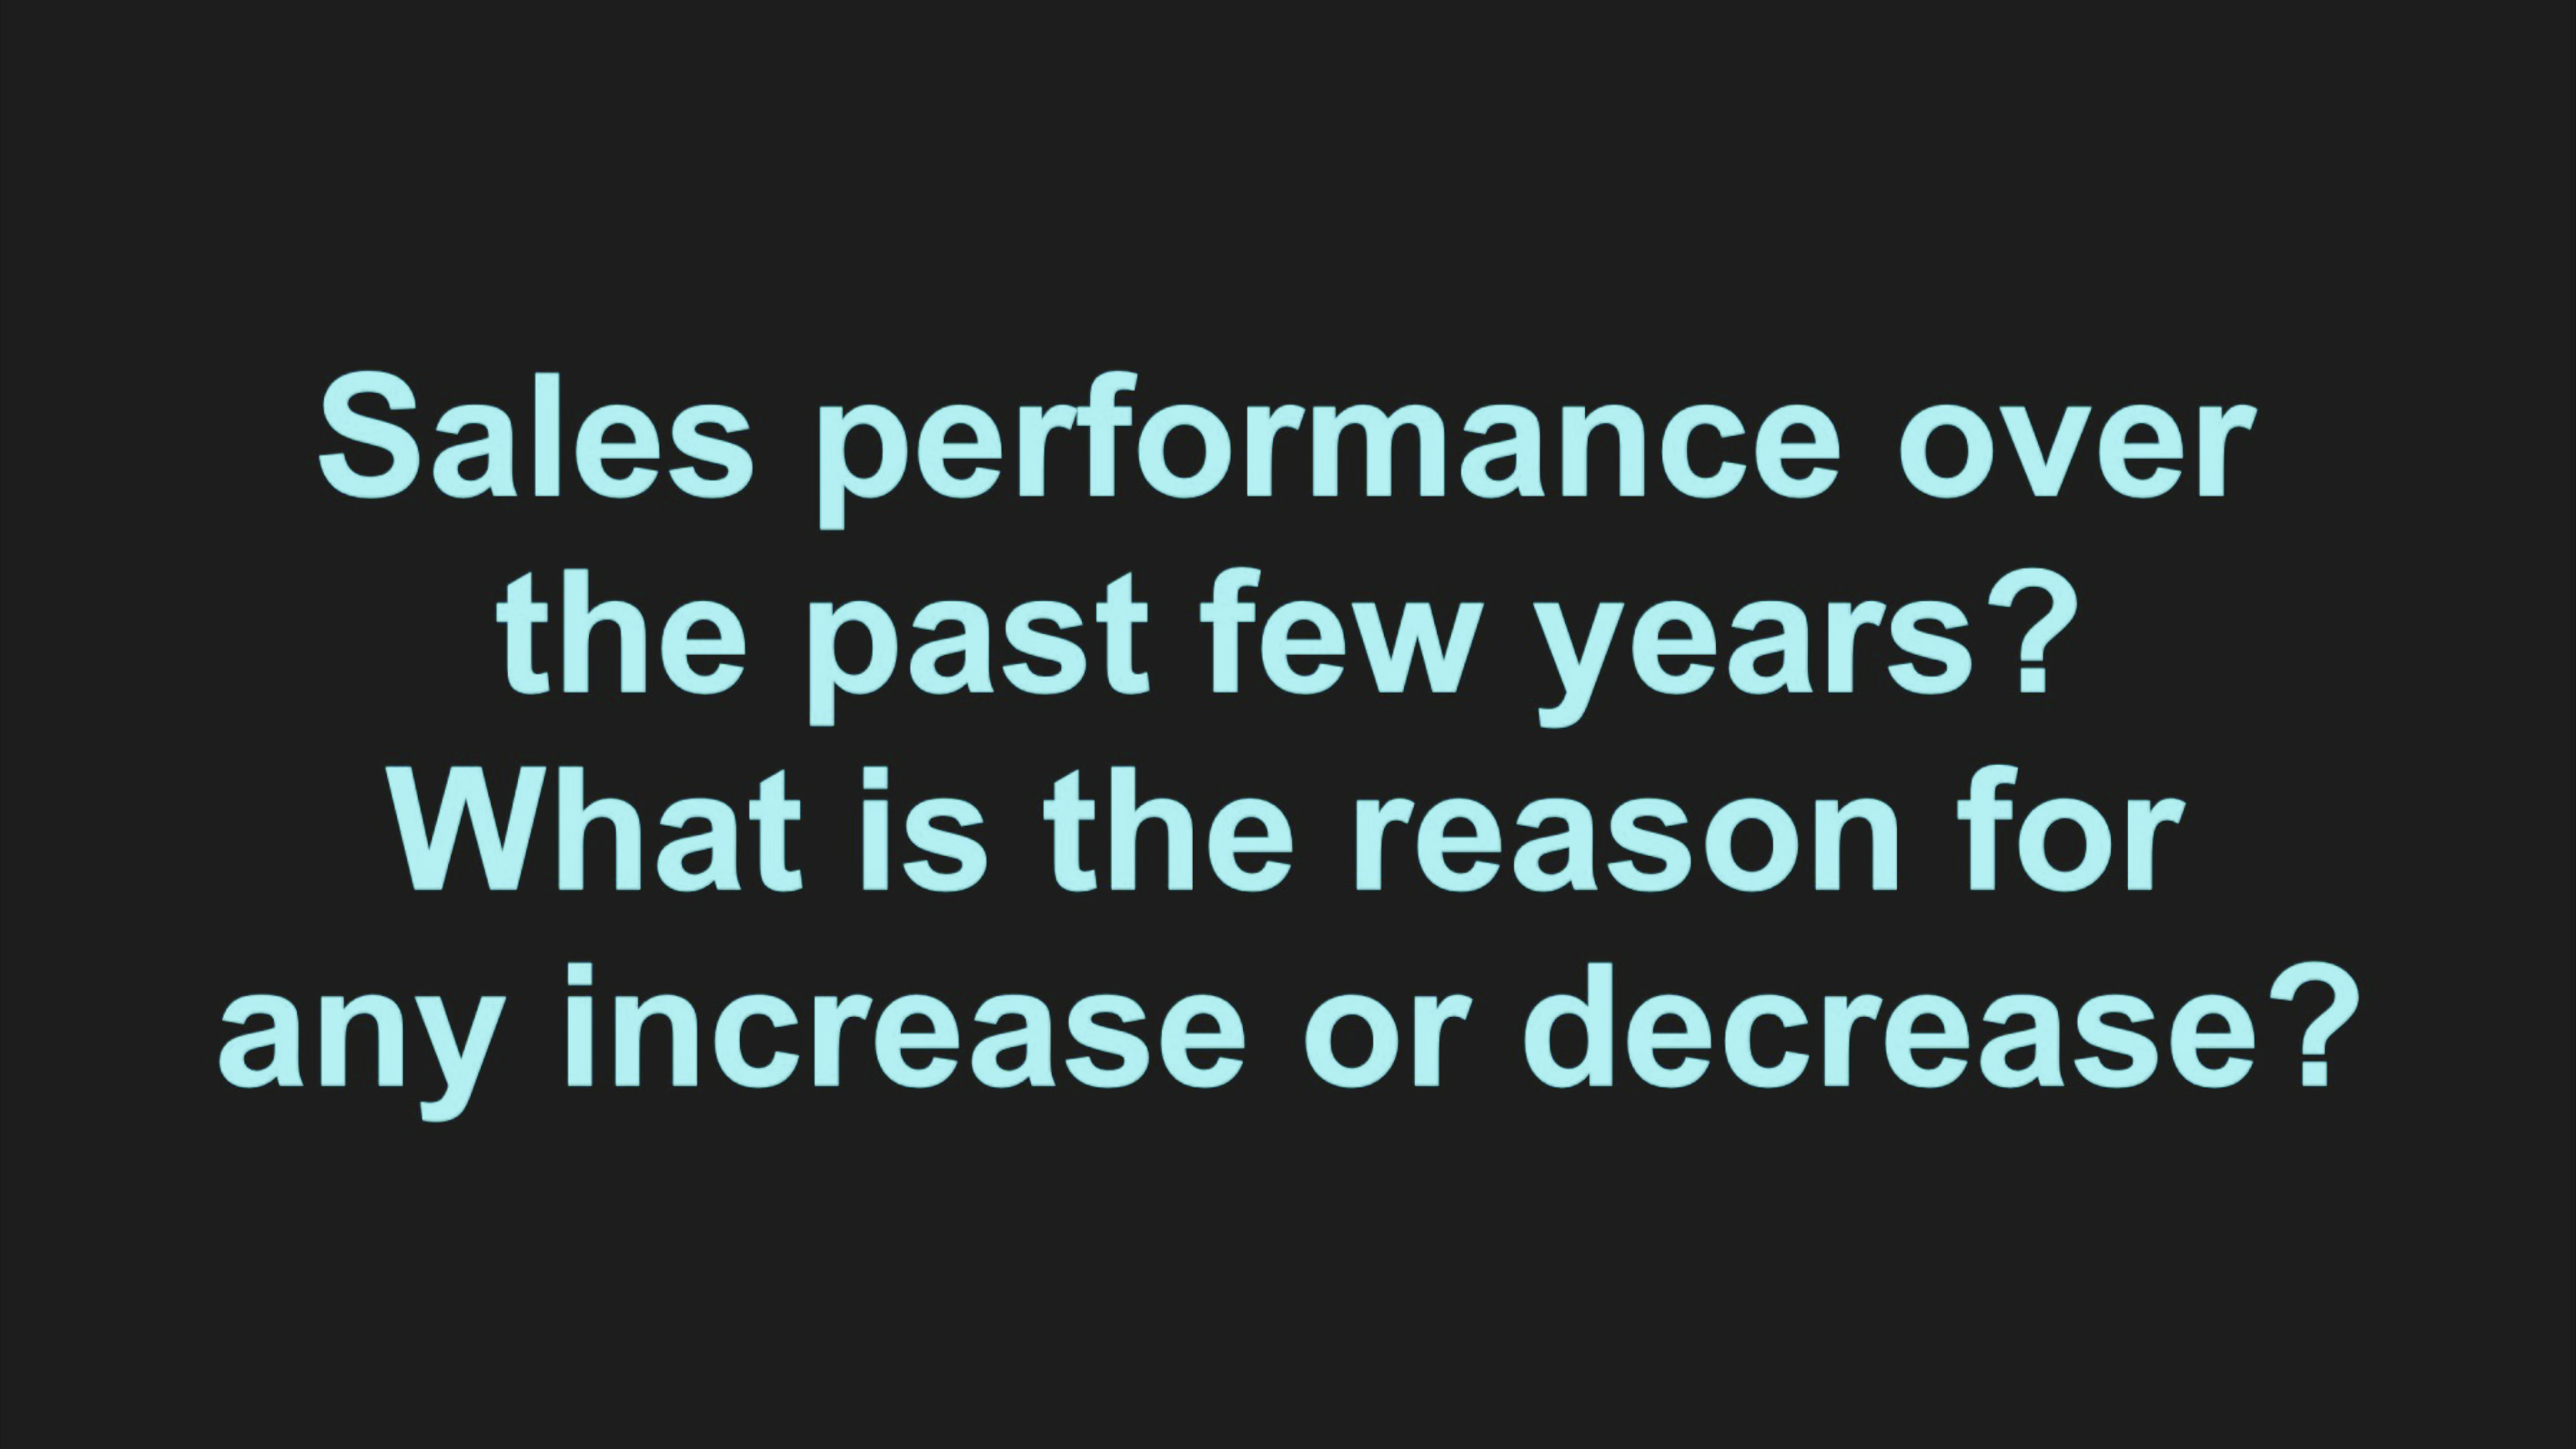 Sales performance over
the past few years?
What is the reason for
any increase or decrease?